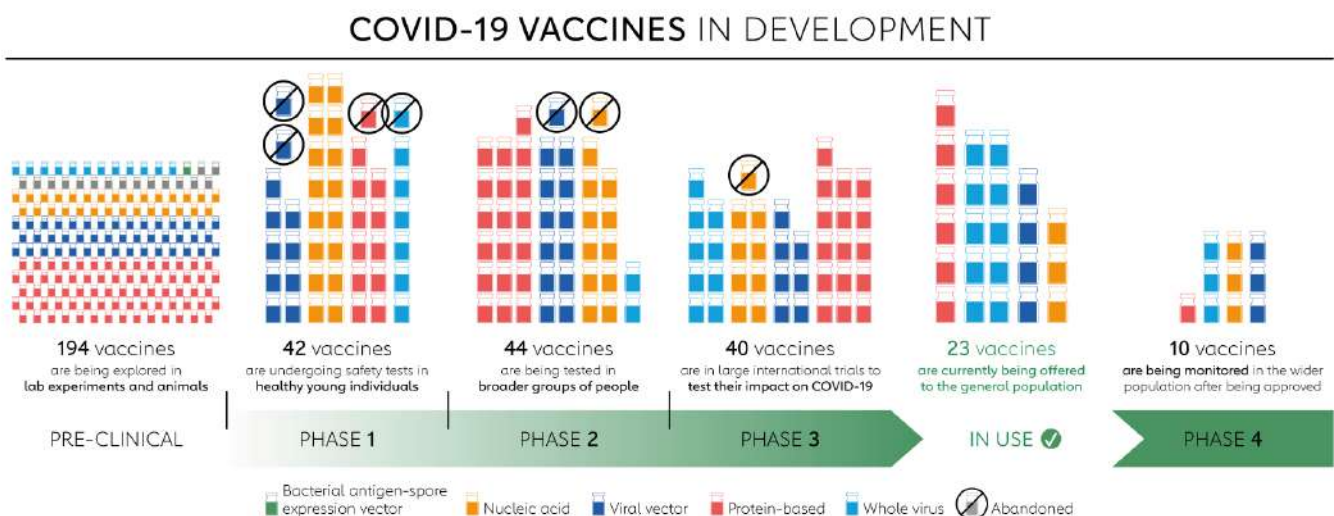 COVID-19 VACCINES IN DEVELOPMENT
194 vaccines
are being explored in
lab experiments and animals
42 vaccines
are undergoing safety tests in
healthy young individuals
44 vaccines
are being tested in
broader groups of people
40 vaccines
are in large international trials to
test their impact on COVID-19
23 vaccines
are currently being offered
to the general population
10 vaccines
are being monitored in the wider
population after being approved
PRE-CLINICAL
PHASE 1
PHASE 2
PHASE 3
IN USE
PHASE 4
Bacterial antigen-spore
expression vector
Nucleic acid
Viral vector
Protein-based
Whole virus
Abandoned